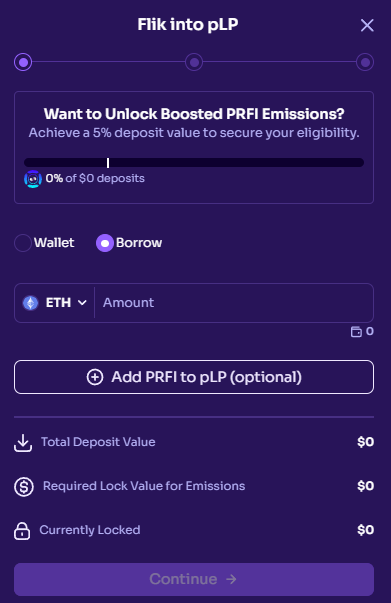 Flik into pLP
Want to Unlock Boosted PRFI Emissions?
Achieve a 5% deposit value to secure your eligibility.
0% of $0 deposits
Wallet Borrow
ETH Amount
0
Add PRFI to pLP (optional)
Total Deposit Value $0
Required Lock Value for Emissions $0
Currently Locked $0
Continue →